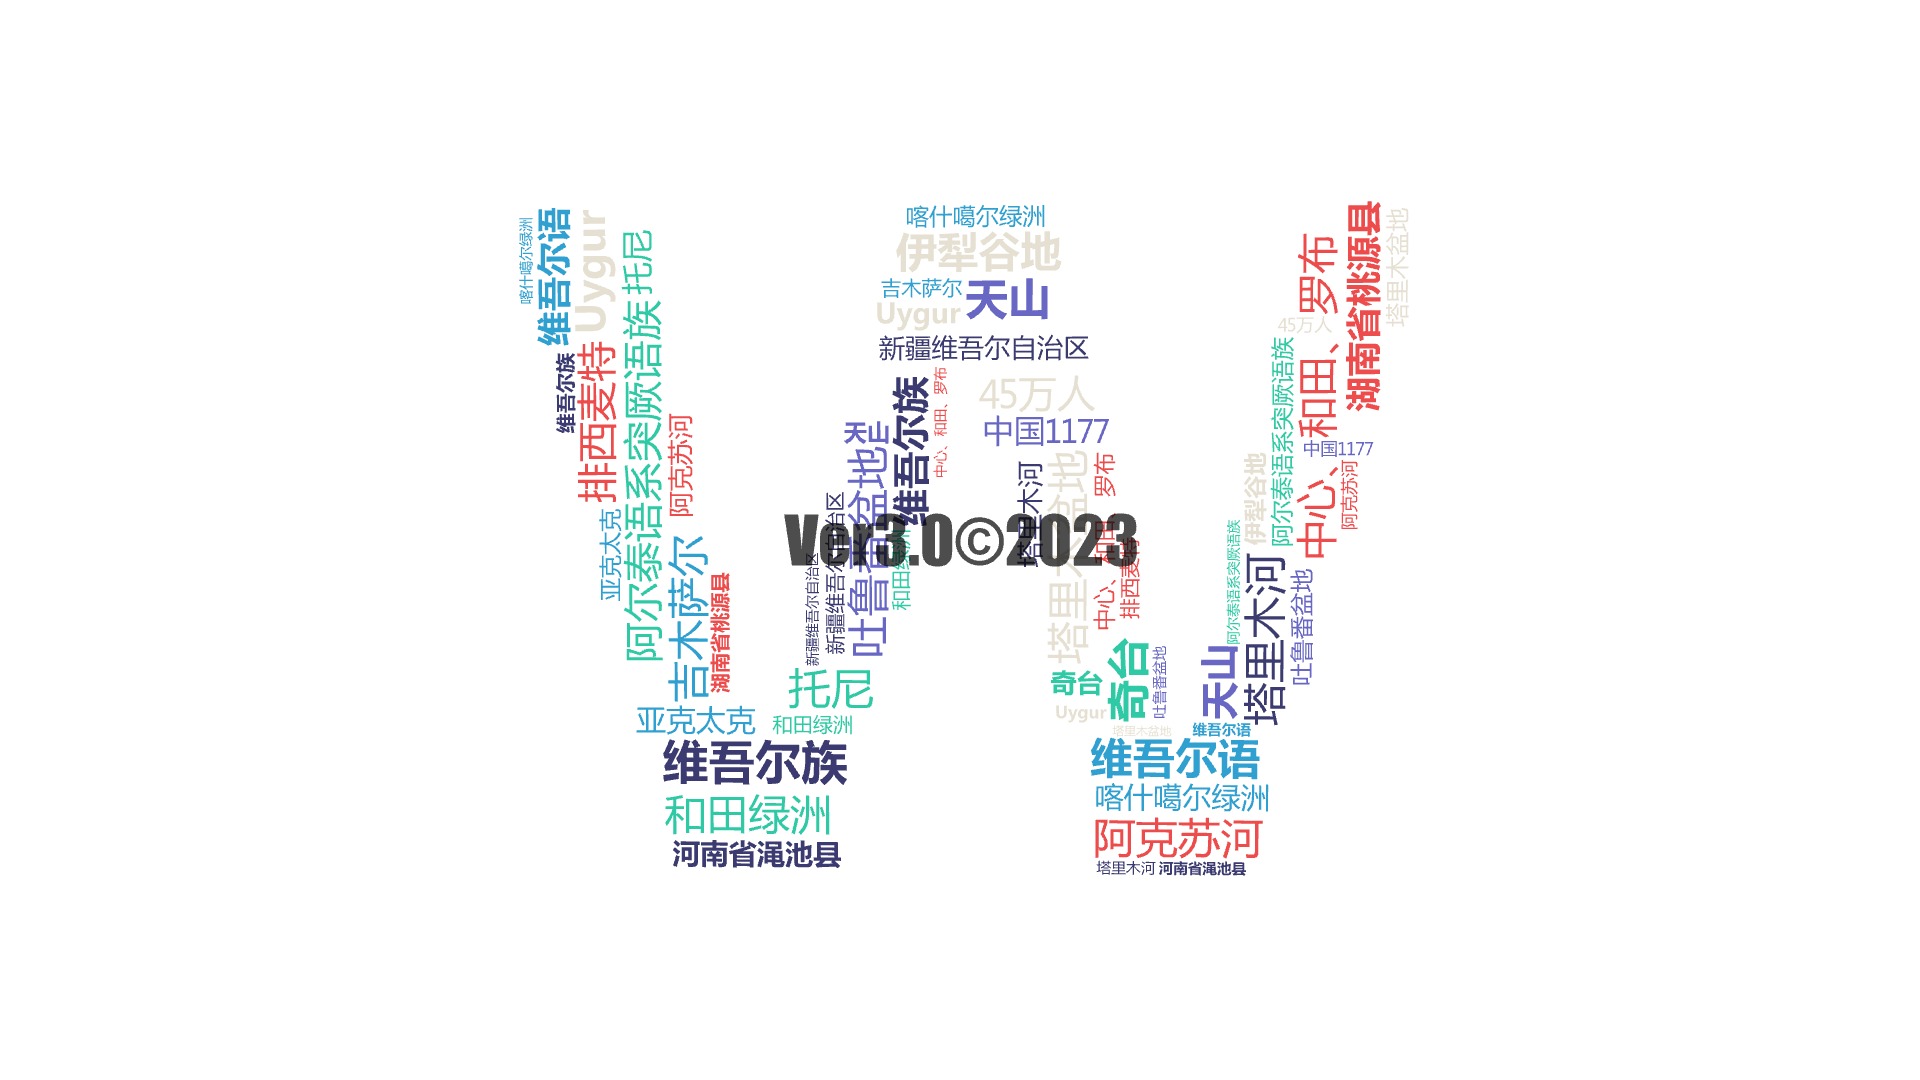 喀什噶尔绿洲
维吾尔语
Uygur
托尼
维吾尔族
排西麦特
阿尔泰语系突厥语族
阿克苏河
亚克太克
吉木萨尔
湖南省桃源县
亚克太克
托尼
和田绿洲
维吾尔族
和田绿洲
河南省渑池县
喀什噶尔绿洲
伊犁谷地
吉木萨尔
天山
Uygur
新疆维吾尔自治区
维吾尔族
中心、和田、罗布
45万人
中国1177
吐鲁番盆地
新疆维吾尔自治区
新疆维吾尔自治区
和田绿洲
塔里木河
塔里木盆地
中心、和田、罗布
排西麦特
Ver3.0©2023
奇台
奇台
Uygur
吐鲁番盆地
塔里木盆地
中心、和田、罗布
湖南省桃源县
塔里木盆地
45万人
阿尔泰语系突厥语族
中国1177
伊犁谷地
阿克苏河
阿尔泰语系突厥语族
塔里木河
吐鲁番盆地
天山
维吾尔语
维吾尔语
喀什噶尔绿洲
阿克苏河
塔里木河
河南省渑池县